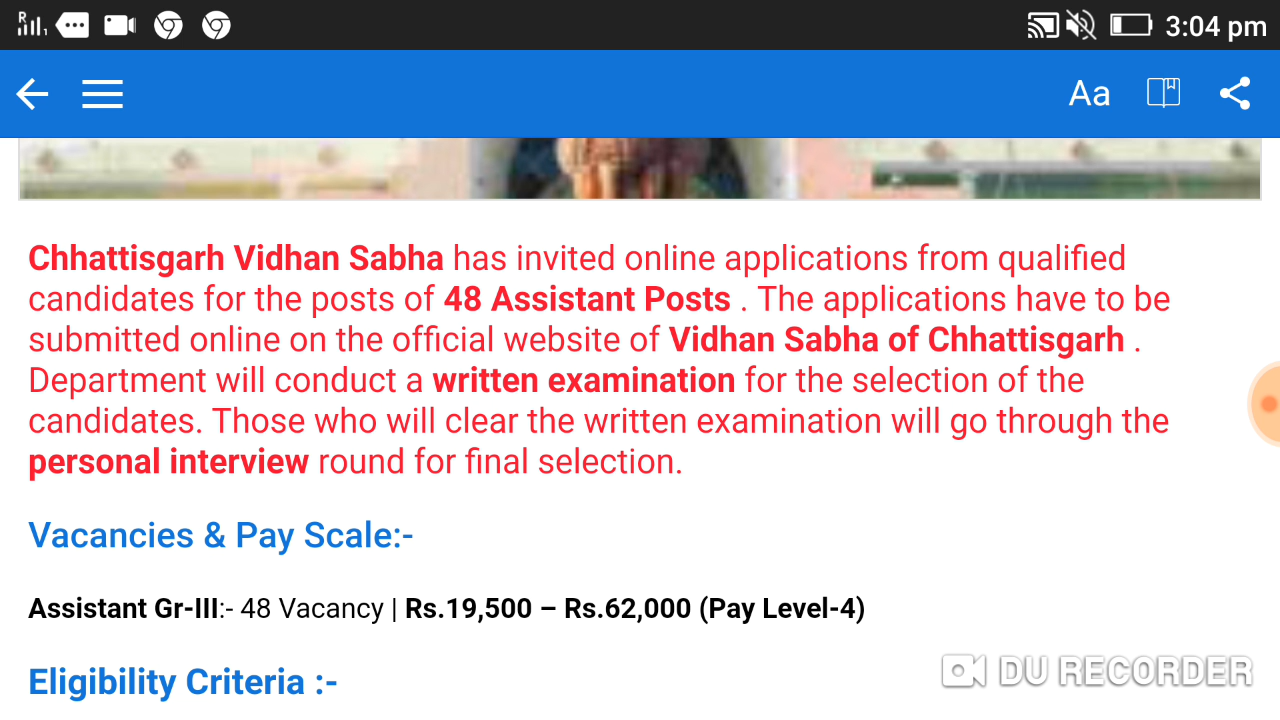 3:04 pm
Aa
Chhattisgarh Vidhan Sabha has invited online applications from qualified
candidates for the posts of 48 Assistant Posts . The applications have to be
submitted online on the official website of Vidhan Sabha of Chhattisgarh .
Department will conduct a written examination for the selection of the
candidates. Those who will clear the written examination will go through the
personal interview round for final selection.
Vacancies & Pay Scale:-
Assistant Gr-III:- 48 Vacancy | Rs.19,500 – Rs.62,000 (Pay Level-4)
Eligibility Criteria :-
DU RECORDER